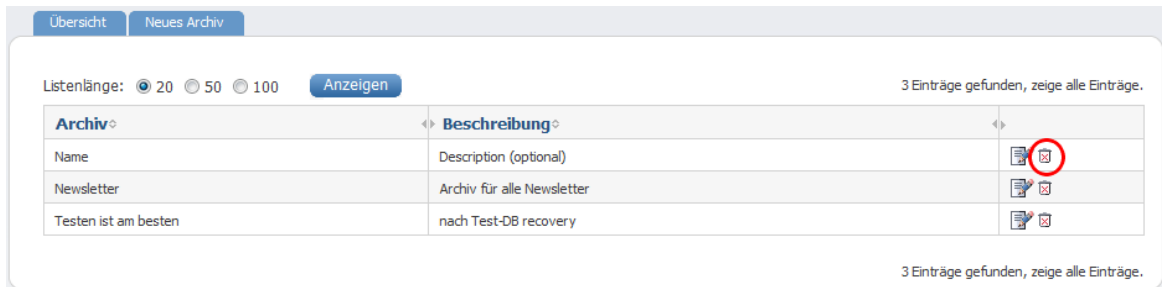 Übersicht Neues Archiv
Listenlänge: 20 50 100 Anzeigen 3 Einträge gefunden, zeige alle Einträge.
Archiv Beschreibung
Name Description (optional)
Newsletter Archiv für alle Newsletter
Testen ist am besten nach Test-DB recovery
3 Einträge gefunden, zeige alle Einträge.